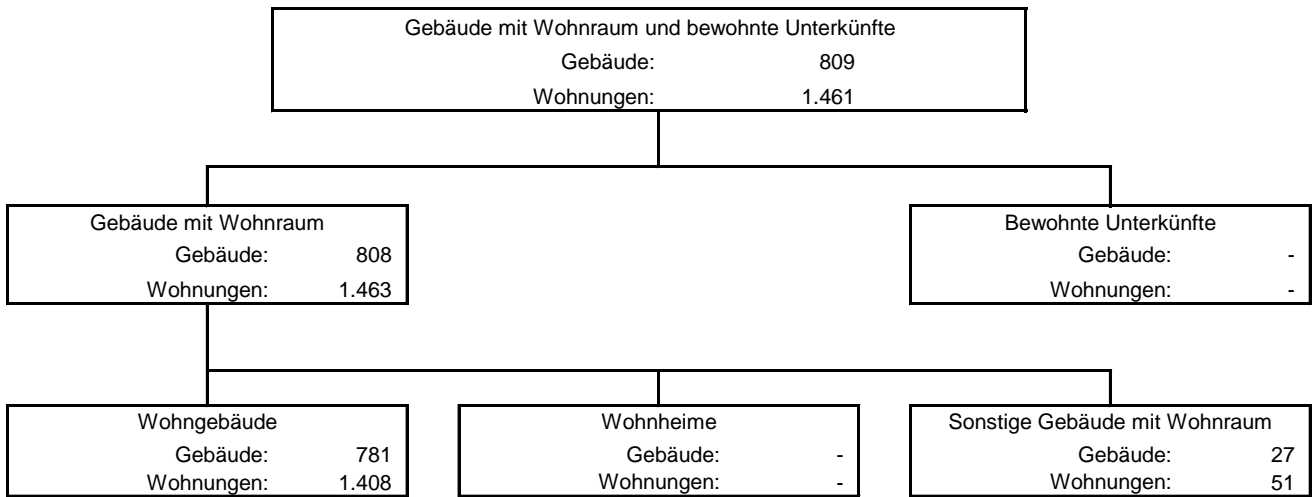 Gebäude mit Wohnraum und bewohnte Unterkünfte
Gebäude: 809
Wohnungen: 1.461
Gebäude mit Wohnraum
Gebäude: 808
Wohnungen: 1.463
Bewohnte Unterkünfte
Gebäude: -
Wohnungen: -
Wohngebäude
Gebäude: 781
Wohnungen: 1.408
Wohnheime
Gebäude: -
Wohnungen: -
Sonstige Gebäude mit Wohnraum
Gebäude: 27
Wohnungen: 51